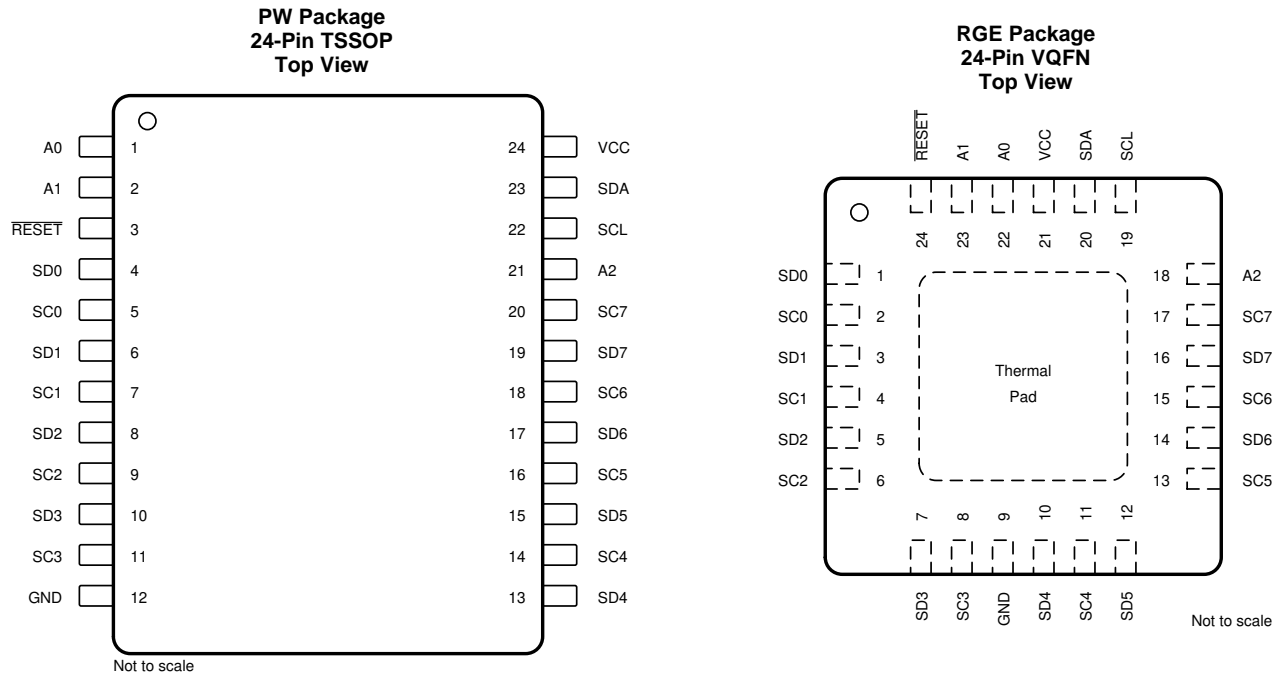 PW Package
24-Pin TSSOP
Top View
A0 1 24 VCC
A1 2 23 SDA
RESET 3 22 SCL
SD0 4 21 A2
SC0 5 20 SC7
SD1 6 19 SD7
SC1 7 18 SC6
SD2 8 17 SD6
SC2 9 16 SC5
SD3 10 15 SD5
SC3 11 14 SC4
GND 12 13 SD4
Not to scale
RGE Package
24-Pin VQFN
Top View
RESET A1 A0 VCC SDA SCL
24 23 22 21 20 19
SD0 1 18 A2
SC0 2 17 SC7
SD1 3 16 SD7
Thermal
SC1 4 15 SC6
Pad
SD2 5 14 SD6
SC2 6 13 SC5
7 8 9 10 11 12
SD3 SC3 GND SD4 SC4 SD5
Not to scale